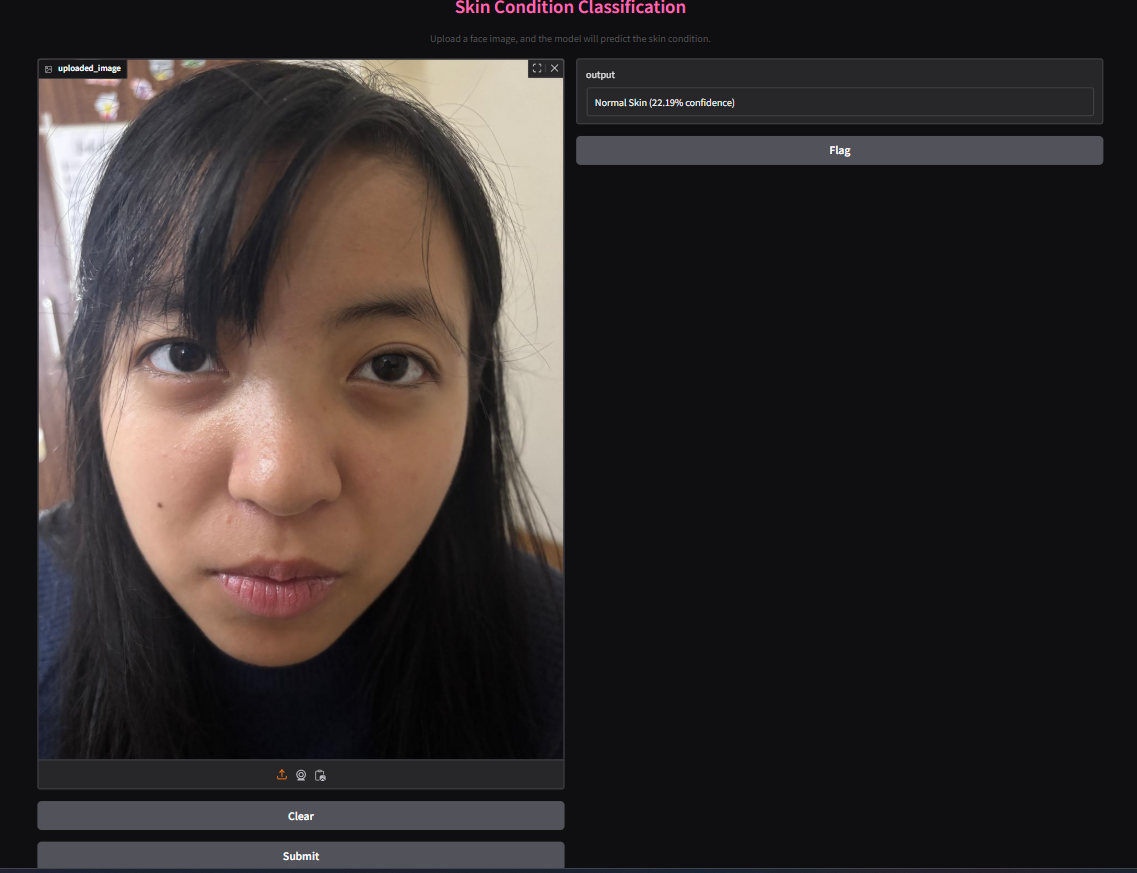 Skin Condition Classification
Upload a face image, and the model will predict the skin condition.
uploaded_image
output
Normal Skin (22.19% confidence)
Flag
Clear
Submit